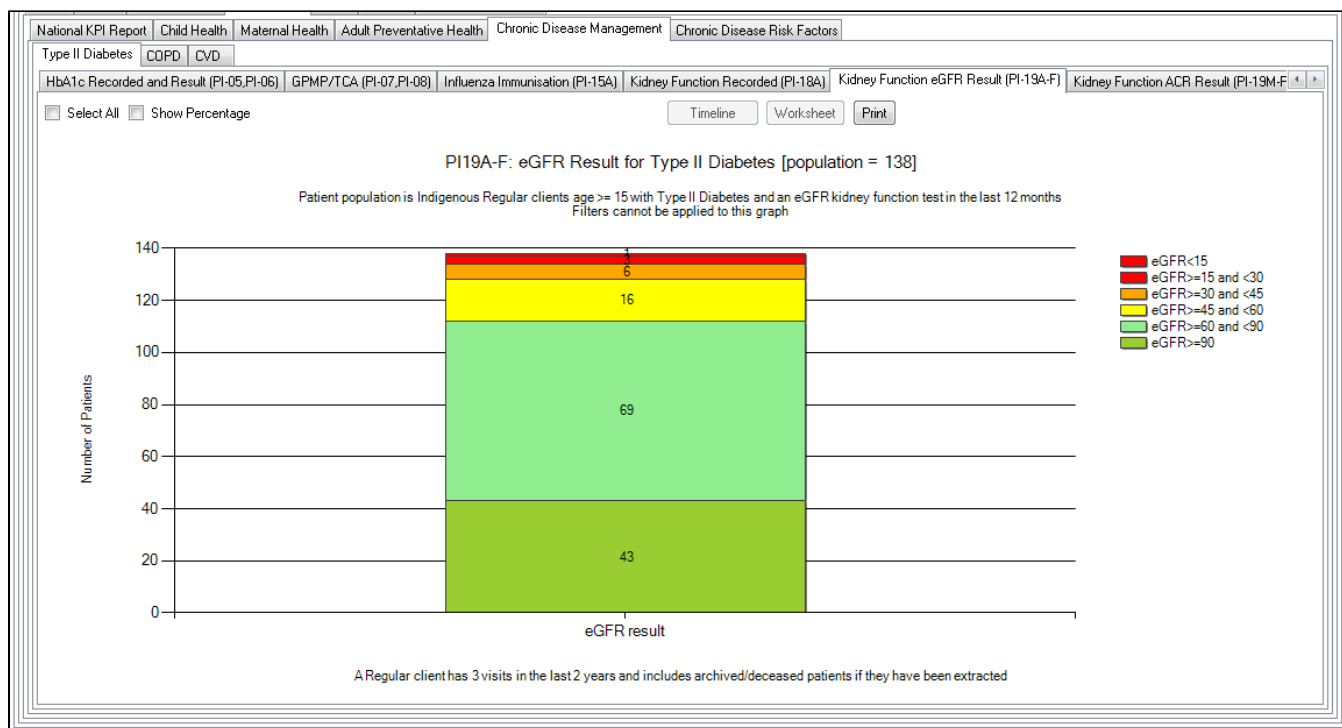 National KPI Report Child Health Maternal Health Adult Preventative Health Chronic Disease Management Chronic Disease Risk Factors
Type II Diabetes COPD CVD
HbA1c Recorded and Result (PI-05,PI-06) GPMP/TCA (PI-07,PI-08) Influenza Immunisation (PI-15A) Kidney Function Recorded (PI-18A) Kidney Function eGFR Result (PI-19A-F) Kidney Function ACR Result (PI-19M-F
Select All Show Percentage Timeline Worksheet Print
PI19A-F: eGFR Result for Type II Diabetes [population = 138]
Patient population is Indigenous Regular clients age >= 15 with Type II Diabetes and an eGFR kidney function test in the last 12 months
Filters cannot be applied to this graph
Number of Patients
140
120
100
80
60
40
20
0
1
3
6
16
69
43
eGFR result
eGFR<15
eGFR>=15 and <30
eGFR>=30 and <45
eGFR>=45 and <60
eGFR>=60 and <90
eGFR>=90
A Regular client has 3 visits in the last 2 years and includes archived/deceased patients if they have been extracted